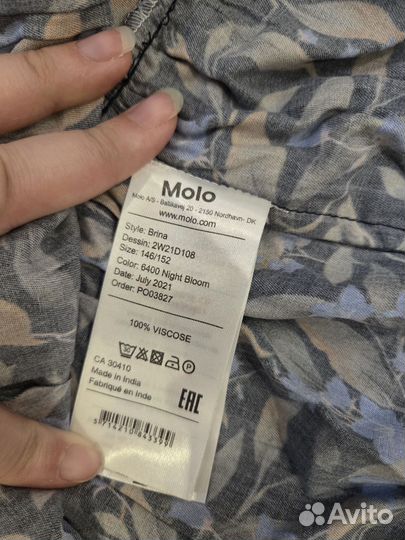 Molo
Molo A/S - Baltikavej 20 - 2150 Nordhavn- DK
www.molo.com
Style: Brina
Dessin: 2W21D108
Size: 146/152
Color: 6400 Night Bloom
Date: July 2021
Order: PO03827
100% VISCOSE
CA 30410
Made in India
Fabriqué en Inde
EAC
Avito